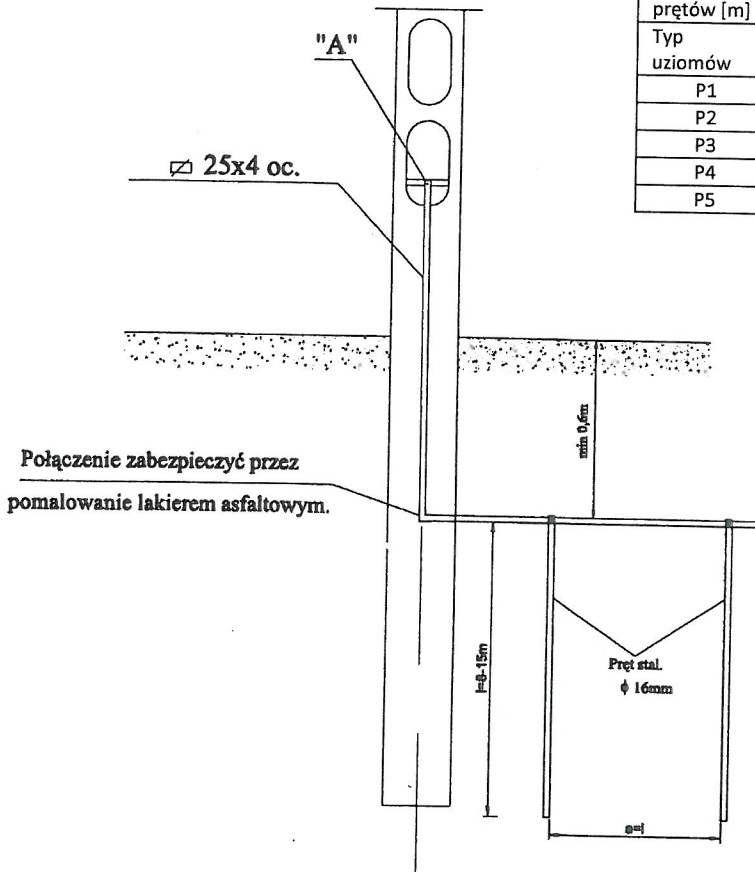 prętów [m]
Typ
uziomów
P1
P2
P3
P4
P5
"A"
25x4 oc.
min 0,6m
Połączenie zabezpieczyć przez
pomalowanie lakierem asfaltowym.
l=8-15m
Pręt stal.
ϕ 16mm
a=l